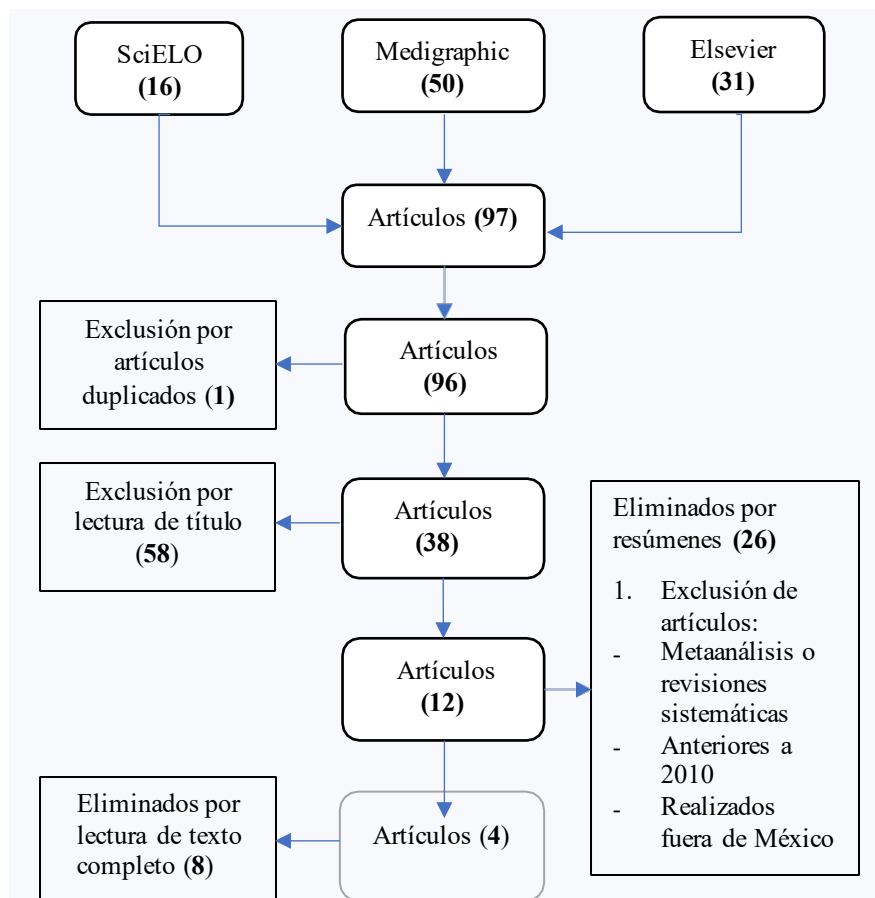 SciELO
(16)
Medigraphic
(50)
Elsevier
(31)
Artículos (97)
Exclusión por
artículos
duplicados (1)
Artículos
(96)
Exclusión por
lectura de título
(58)
Artículos
(38)
Eliminados por
resúmenes (26)
1. Exclusión de
artículos:
- Metaanálisis o
revisiones
sistemáticas
- Anteriores a
2010
- Realizados
fuera de México
Artículos
(12)
Eliminados por
lectura de texto
completo (8)
Artículos (4)